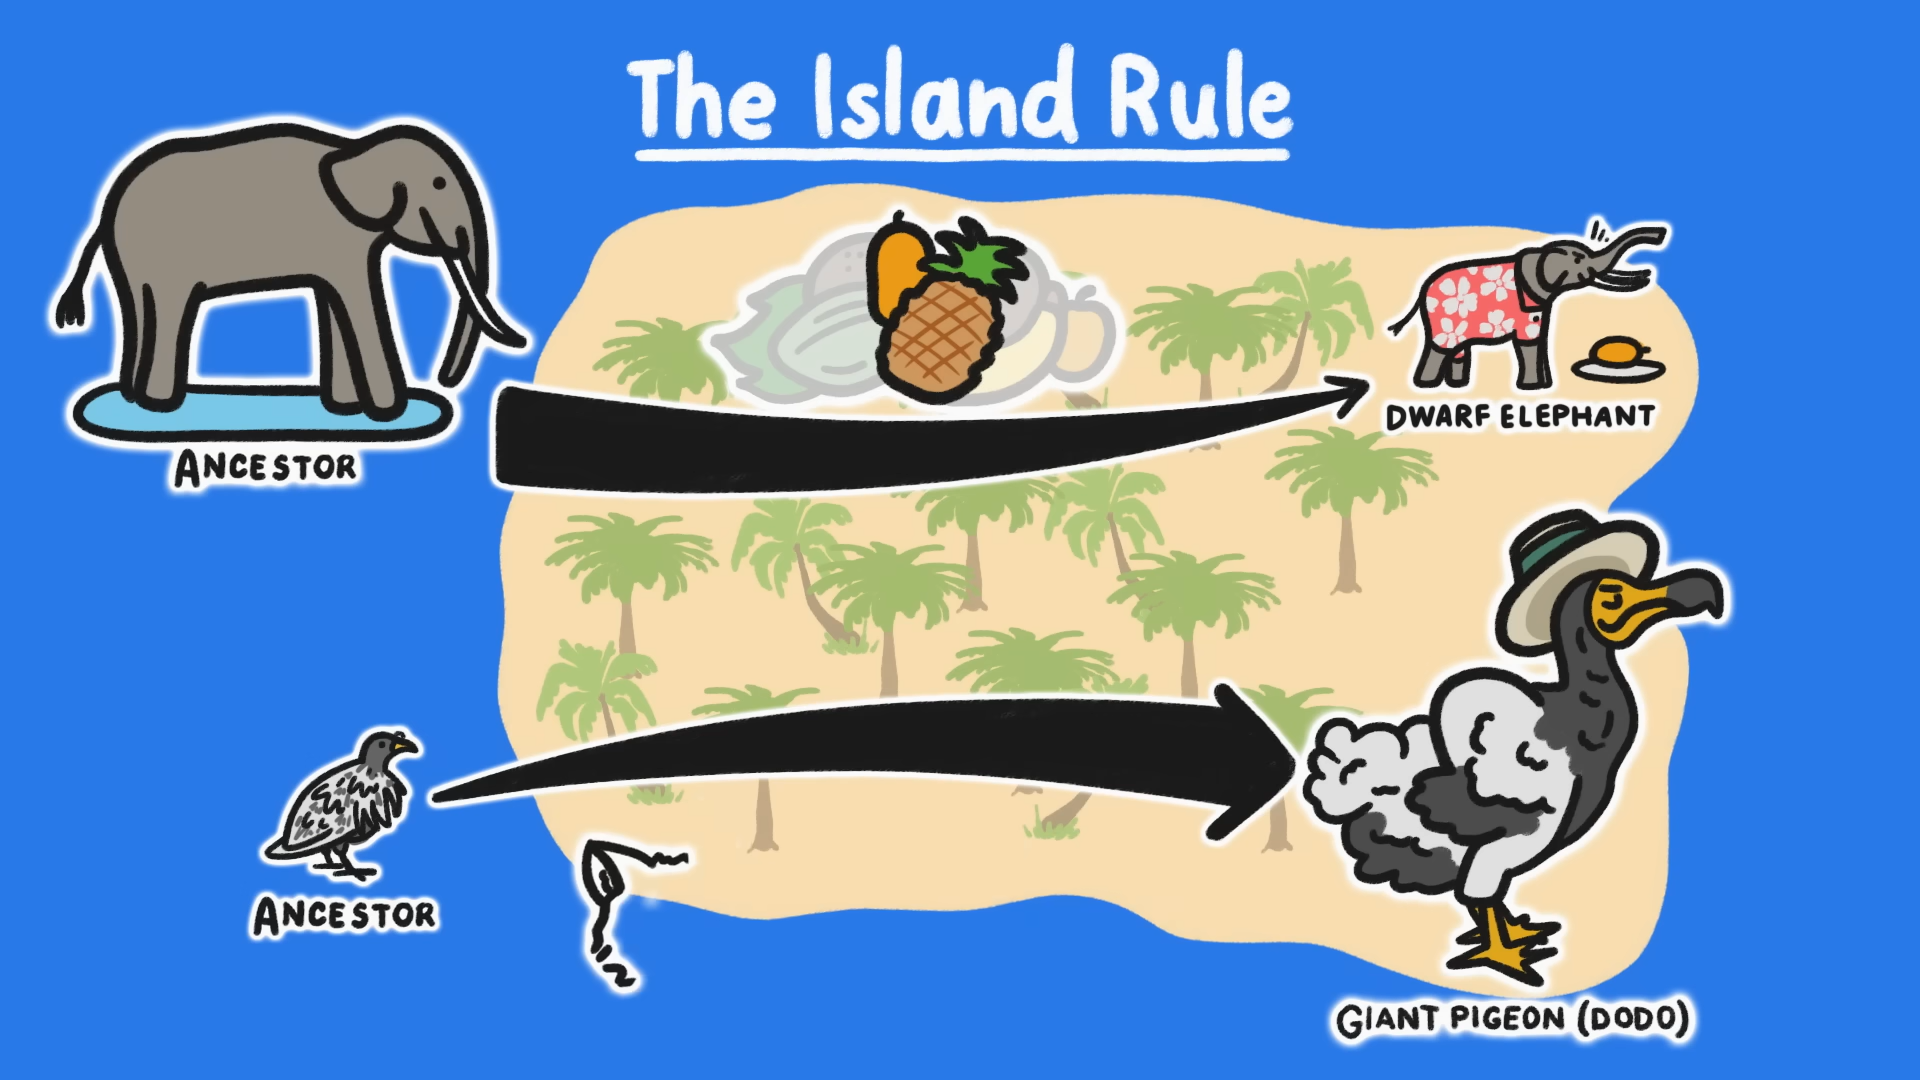 The Island Rule
DWARF ELEPHANT
ANCESTOR
ANCESTOR
GIANT PIGEON (DODO)